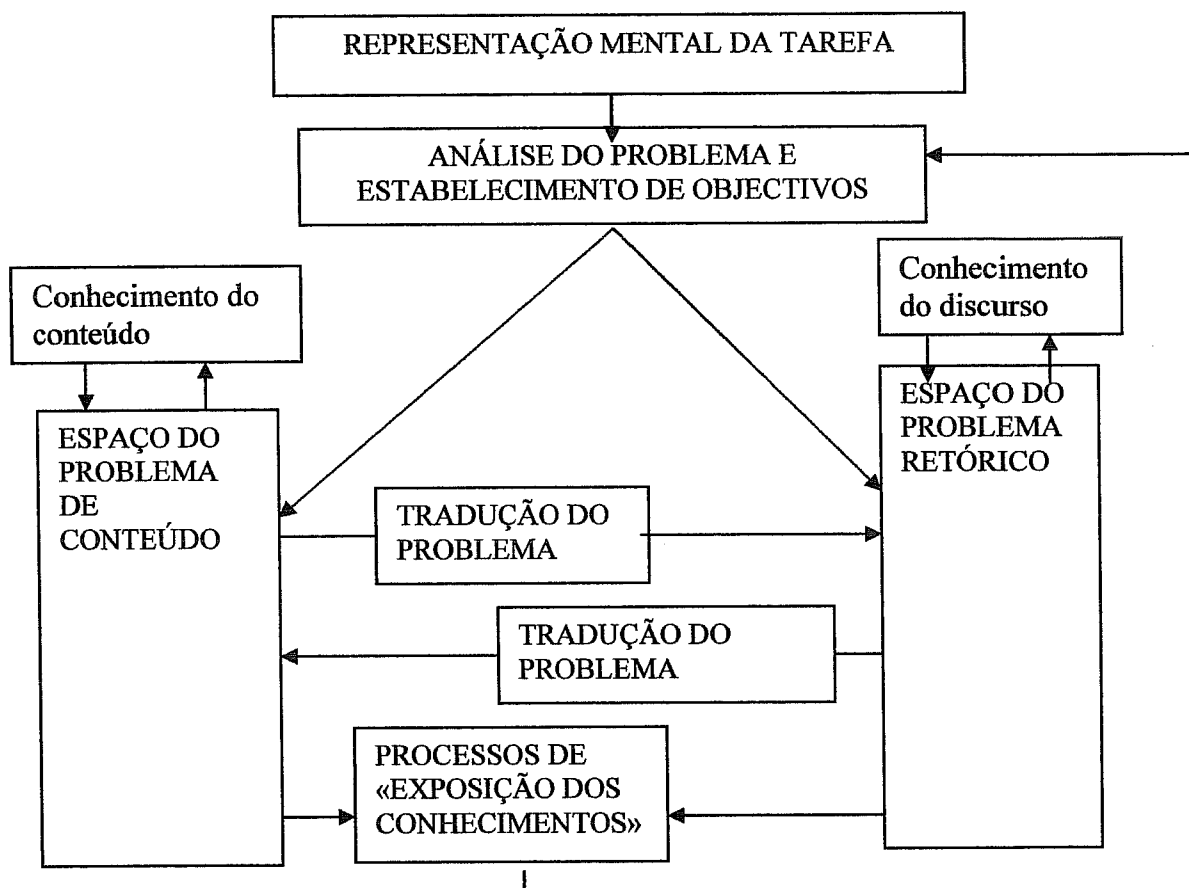 REPRESENTAÇÃO MENTAL DA TAREFA
ANÁLISE DO PROBLEMA E
ESTABELECIMENTO DE OBJECTIVOS
Conhecimento do
conteúdo
Conhecimento
do discurso
ESPAÇO DO
PROBLEMA
DE
CONTEÚDO
ESPAÇO DO
PROBLEMA
RETÓRICO
TRADUÇÃO DO
PROBLEMA
TRADUÇÃO DO
PROBLEMA
PROCESSOS DE
«EXPOSIÇÃO DOS
CONHECIMENTOS»